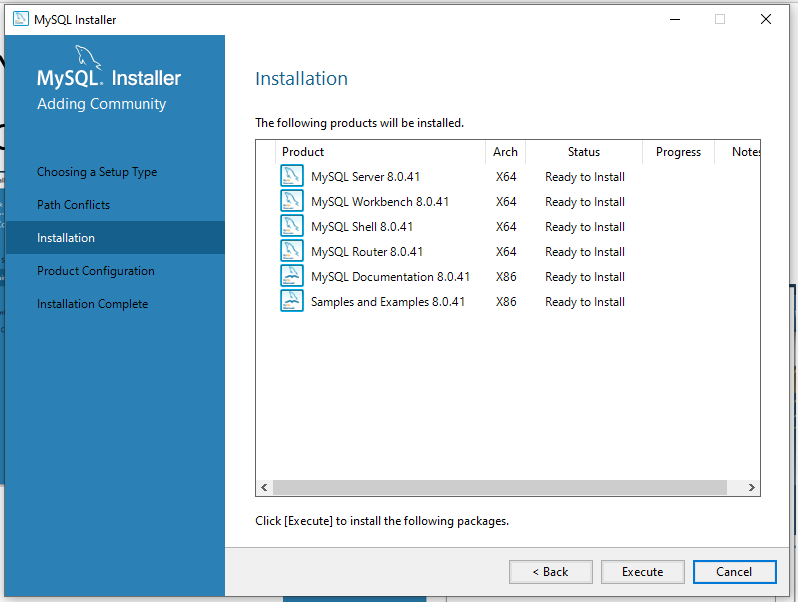 MySQL Installer
MySQL. Installer
Adding Community
Choosing a Setup Type
Path Conflicts
Installation
Product Configuration
Installation Complete
Installation
The following products will be installed.
Product Arch Status Progress Notes
MySQL Server 8.0.41 X64 Ready to Install
MySQL Workbench 8.0.41 X64 Ready to Install
MySQL Shell 8.0.41 X64 Ready to Install
MySQL Router 8.0.41 X64 Ready to Install
MySQL Documentation 8.0.41 X86 Ready to Install
Samples and Examples 8.0.41 X86 Ready to Install
Click [Execute] to install the following packages.
< Back Execute Cancel